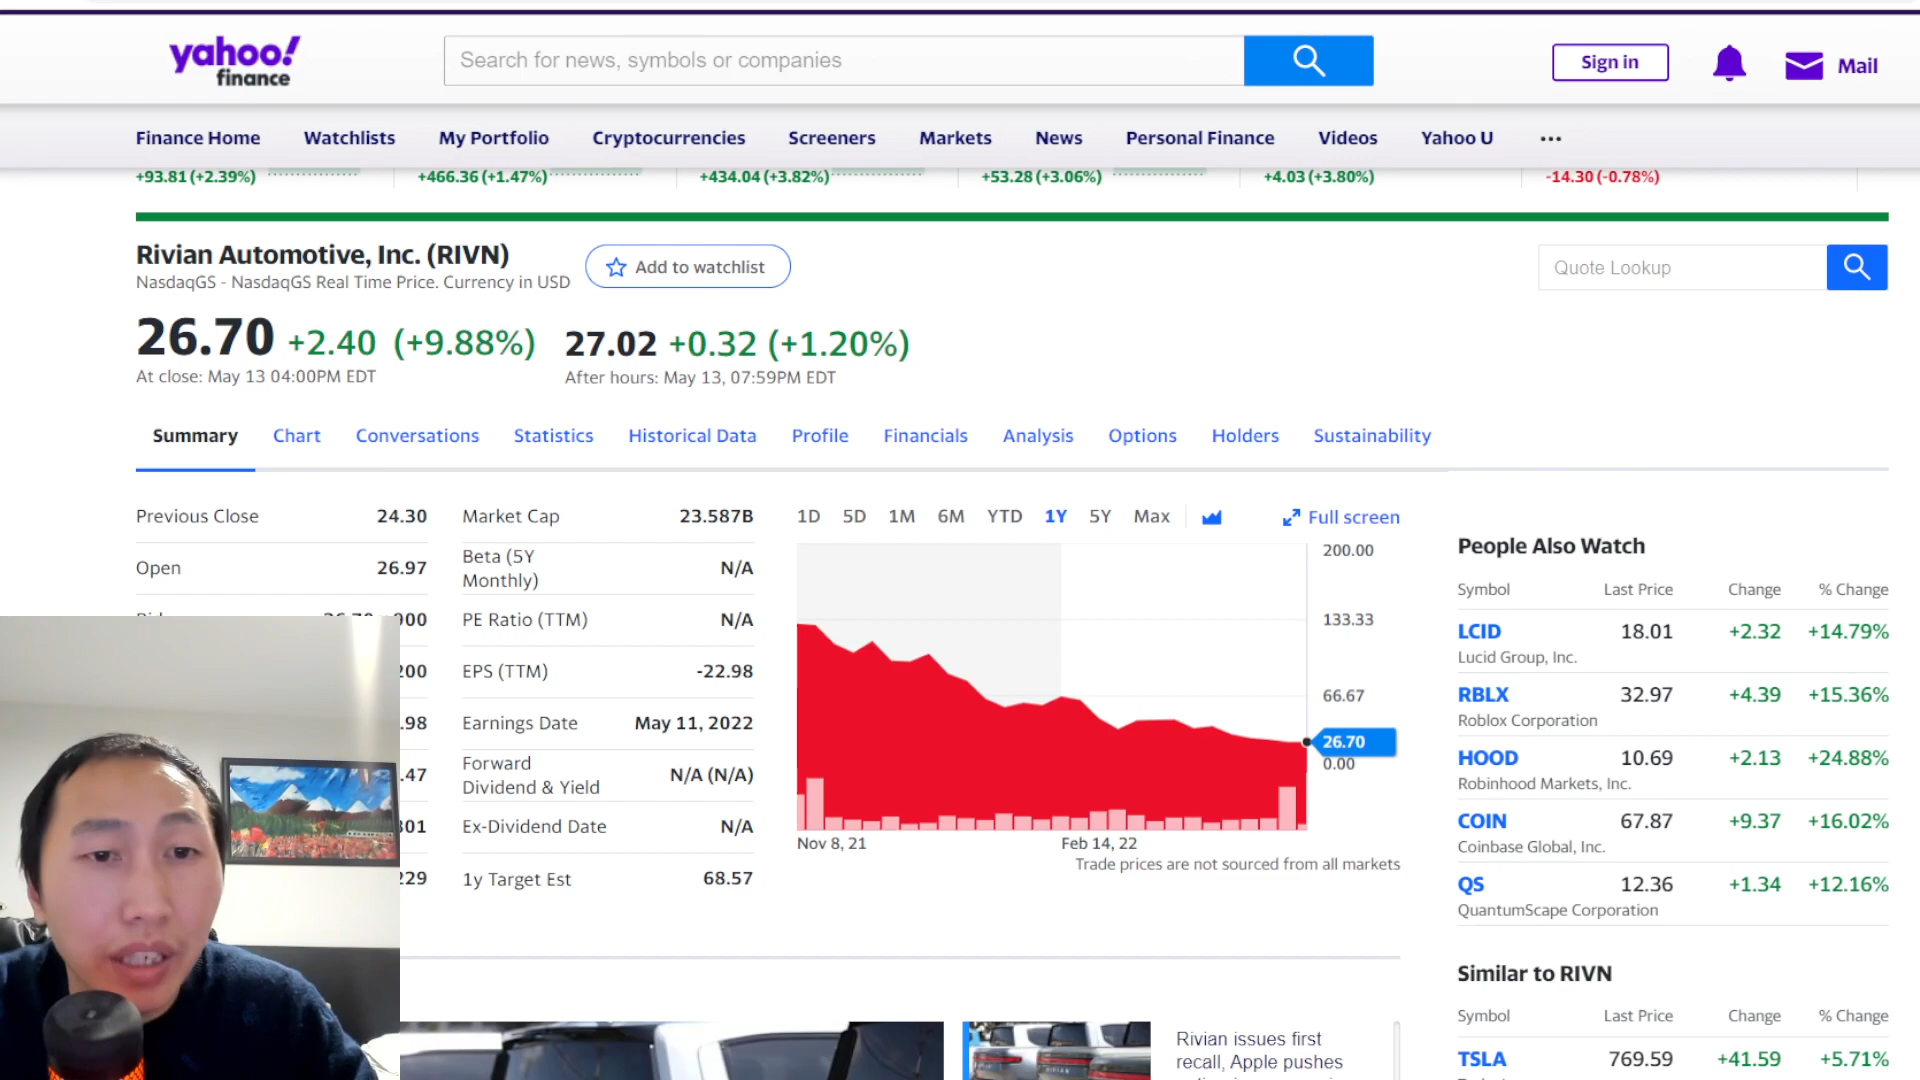 yahoo!
finance
Search for news, symbols or companies
Sign in
Mail
Finance Home Watchlists My Portfolio Cryptocurrencies Screeners Markets News Personal Finance Videos Yahoo U ...
+93.81 (+2.39%) +466.36 (+1.47%) +434.04 (+3.82%) +53.28 (+3.06%) +4.03 (+3.80%) -14.30 (-0.78%)
Rivian Automotive, Inc. (RIVN)
NasdaqGS - NasdaqGS Real Time Price. Currency in USD
Add to watchlist
Quote Lookup
26.70 +2.40 (+9.88%) 27.02 +0.32 (+1.20%)
At close: May 13 04:00PM EDT After hours: May 13, 07:59PM EDT
Summary Chart Conversations Statistics Historical Data Profile Financials Analysis Options Holders Sustainability
Previous Close 24.30
Open 26.97
900
200
.98
.47
301
229
Market Cap 23.587B
Beta (5Y
Monthly) N/A
PE Ratio (TTM) N/A
EPS (TTM) -22.98
Earnings Date May 11, 2022
Forward
Dividend & Yield N/A (N/A)
Ex-Dividend Date N/A
1y Target Est 68.57
1D 5D 1M 6M YTD 1Y 5Y Max Full screen
200.00
133.33
66.67
26.70
0.00
Nov 8, 21 Feb 14, 22
Trade prices are not sourced from all markets
People Also Watch
Symbol Last Price Change % Change
LCID 18.01 +2.32 +14.79%
Lucid Group, Inc.
RBLX 32.97 +4.39 +15.36%
Roblox Corporation
HOOD 10.69 +2.13 +24.88%
Robinhood Markets, Inc.
COIN 67.87 +9.37 +16.02%
Coinbase Global, Inc.
QS 12.36 +1.34 +12.16%
QuantumScape Corporation
Similar to RIVN
Symbol Last Price Change % Change
TSLA 769.59 +41.59 +5.71%
Rivian issues first
recall, Apple pushes